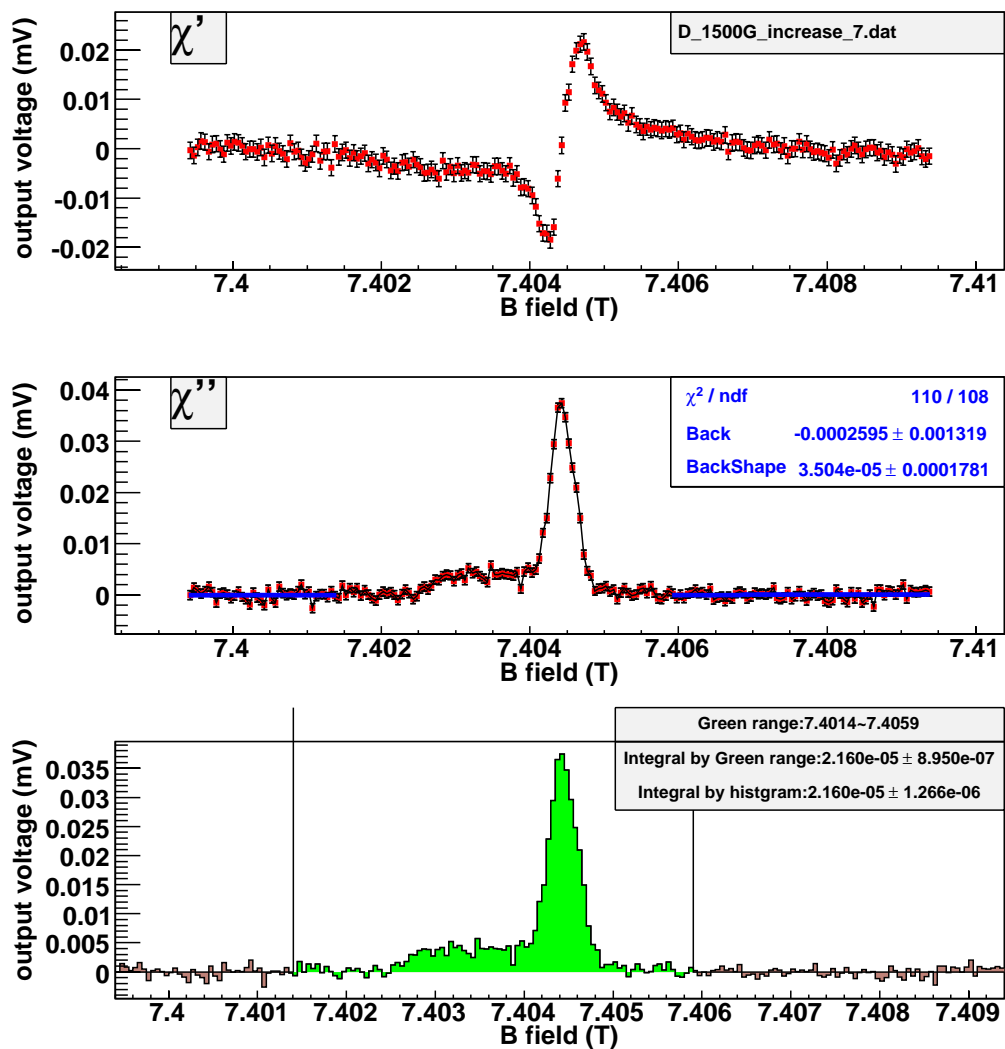 χ'
D_1500G_increase_7.dat
output voltage (mV)
0.02
0.01
0
-0.01
-0.02
7.4 7.402 7.404 7.406 7.408 7.41
B field (T)
χ''
χ² / ndf 110 / 108
Back -0.0002595 ± 0.001319
BackShape 3.504e-05 ± 0.0001781
output voltage (mV)
0.04
0.03
0.02
0.01
0
7.4 7.402 7.404 7.406 7.408 7.41
B field (T)
Green range:7.4014~7.4059
Integral by Green range:2.160e-05 ± 8.950e-07
Integral by histgram:2.160e-05 ± 1.266e-06
output voltage (mV)
0.035
0.03
0.025
0.02
0.015
0.01
0.005
0
7.4 7.401 7.402 7.403 7.404 7.405 7.406 7.407 7.408 7.409
B field (T)